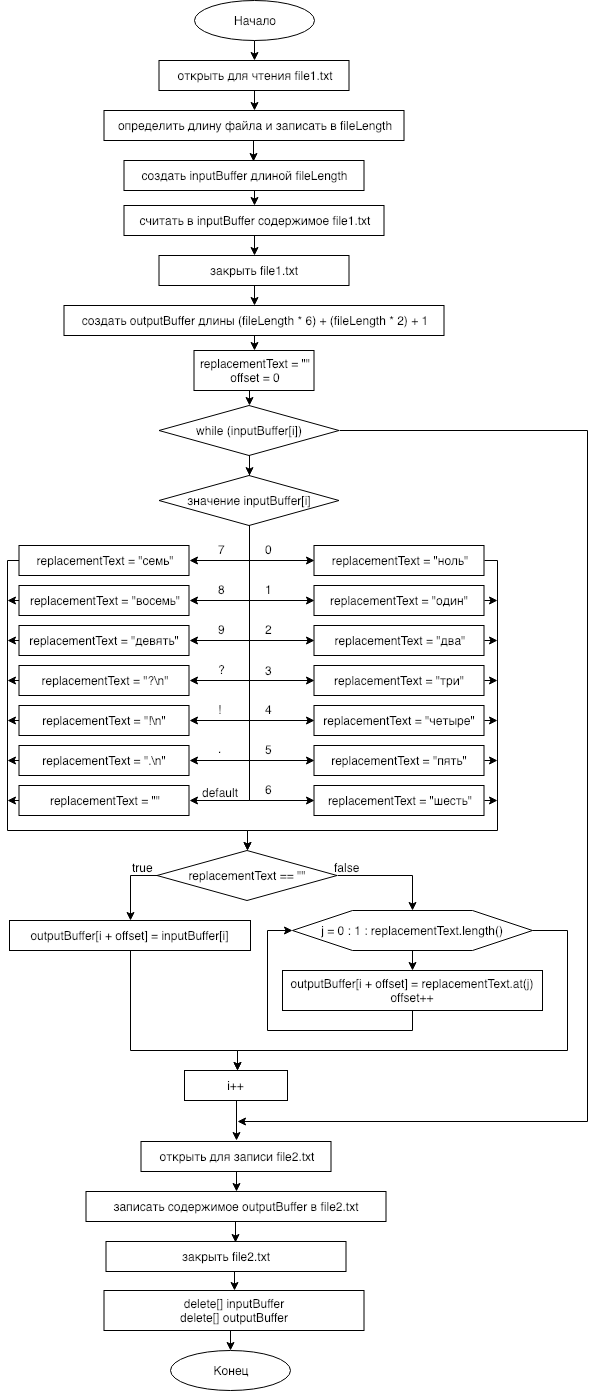 Начало
открыть для чтения file1.txt
определить длину файла и записать в fileLength
создать inputBuffer длиной fileLength
считать в inputBuffer содержимое file1.txt
закрыть file1.txt
создать outputBuffer длины (fileLength * 6) + (fileLength * 2) + 1
replacementText = ""
offset = 0
while (inputBuffer[i])
значение inputBuffer[i]
replacementText = "семь" 7 0 replacementText = "ноль"
replacementText = "восемь" 8 1 replacementText = "один"
replacementText = "девять" 9 2 replacementText = "два"
replacementText = "?\n" ? 3 replacementText = "три"
replacementText = "!\n" ! 4 replacementText = "четыре"
replacementText = ".\n" . 5 replacementText = "пять"
replacementText = "" default 6 replacementText = "шесть"
true replacementText == "" false
outputBuffer[i + offset] = inputBuffer[i] j = 0 : 1 : replacementText.length()
outputBuffer[i + offset] = replacementText.at(j)
offset++
i++
открыть для записи file2.txt
записать содержимое outputBuffer в file2.txt
закрыть file2.txt
delete[] inputBuffer
delete[] outputBuffer
Конец